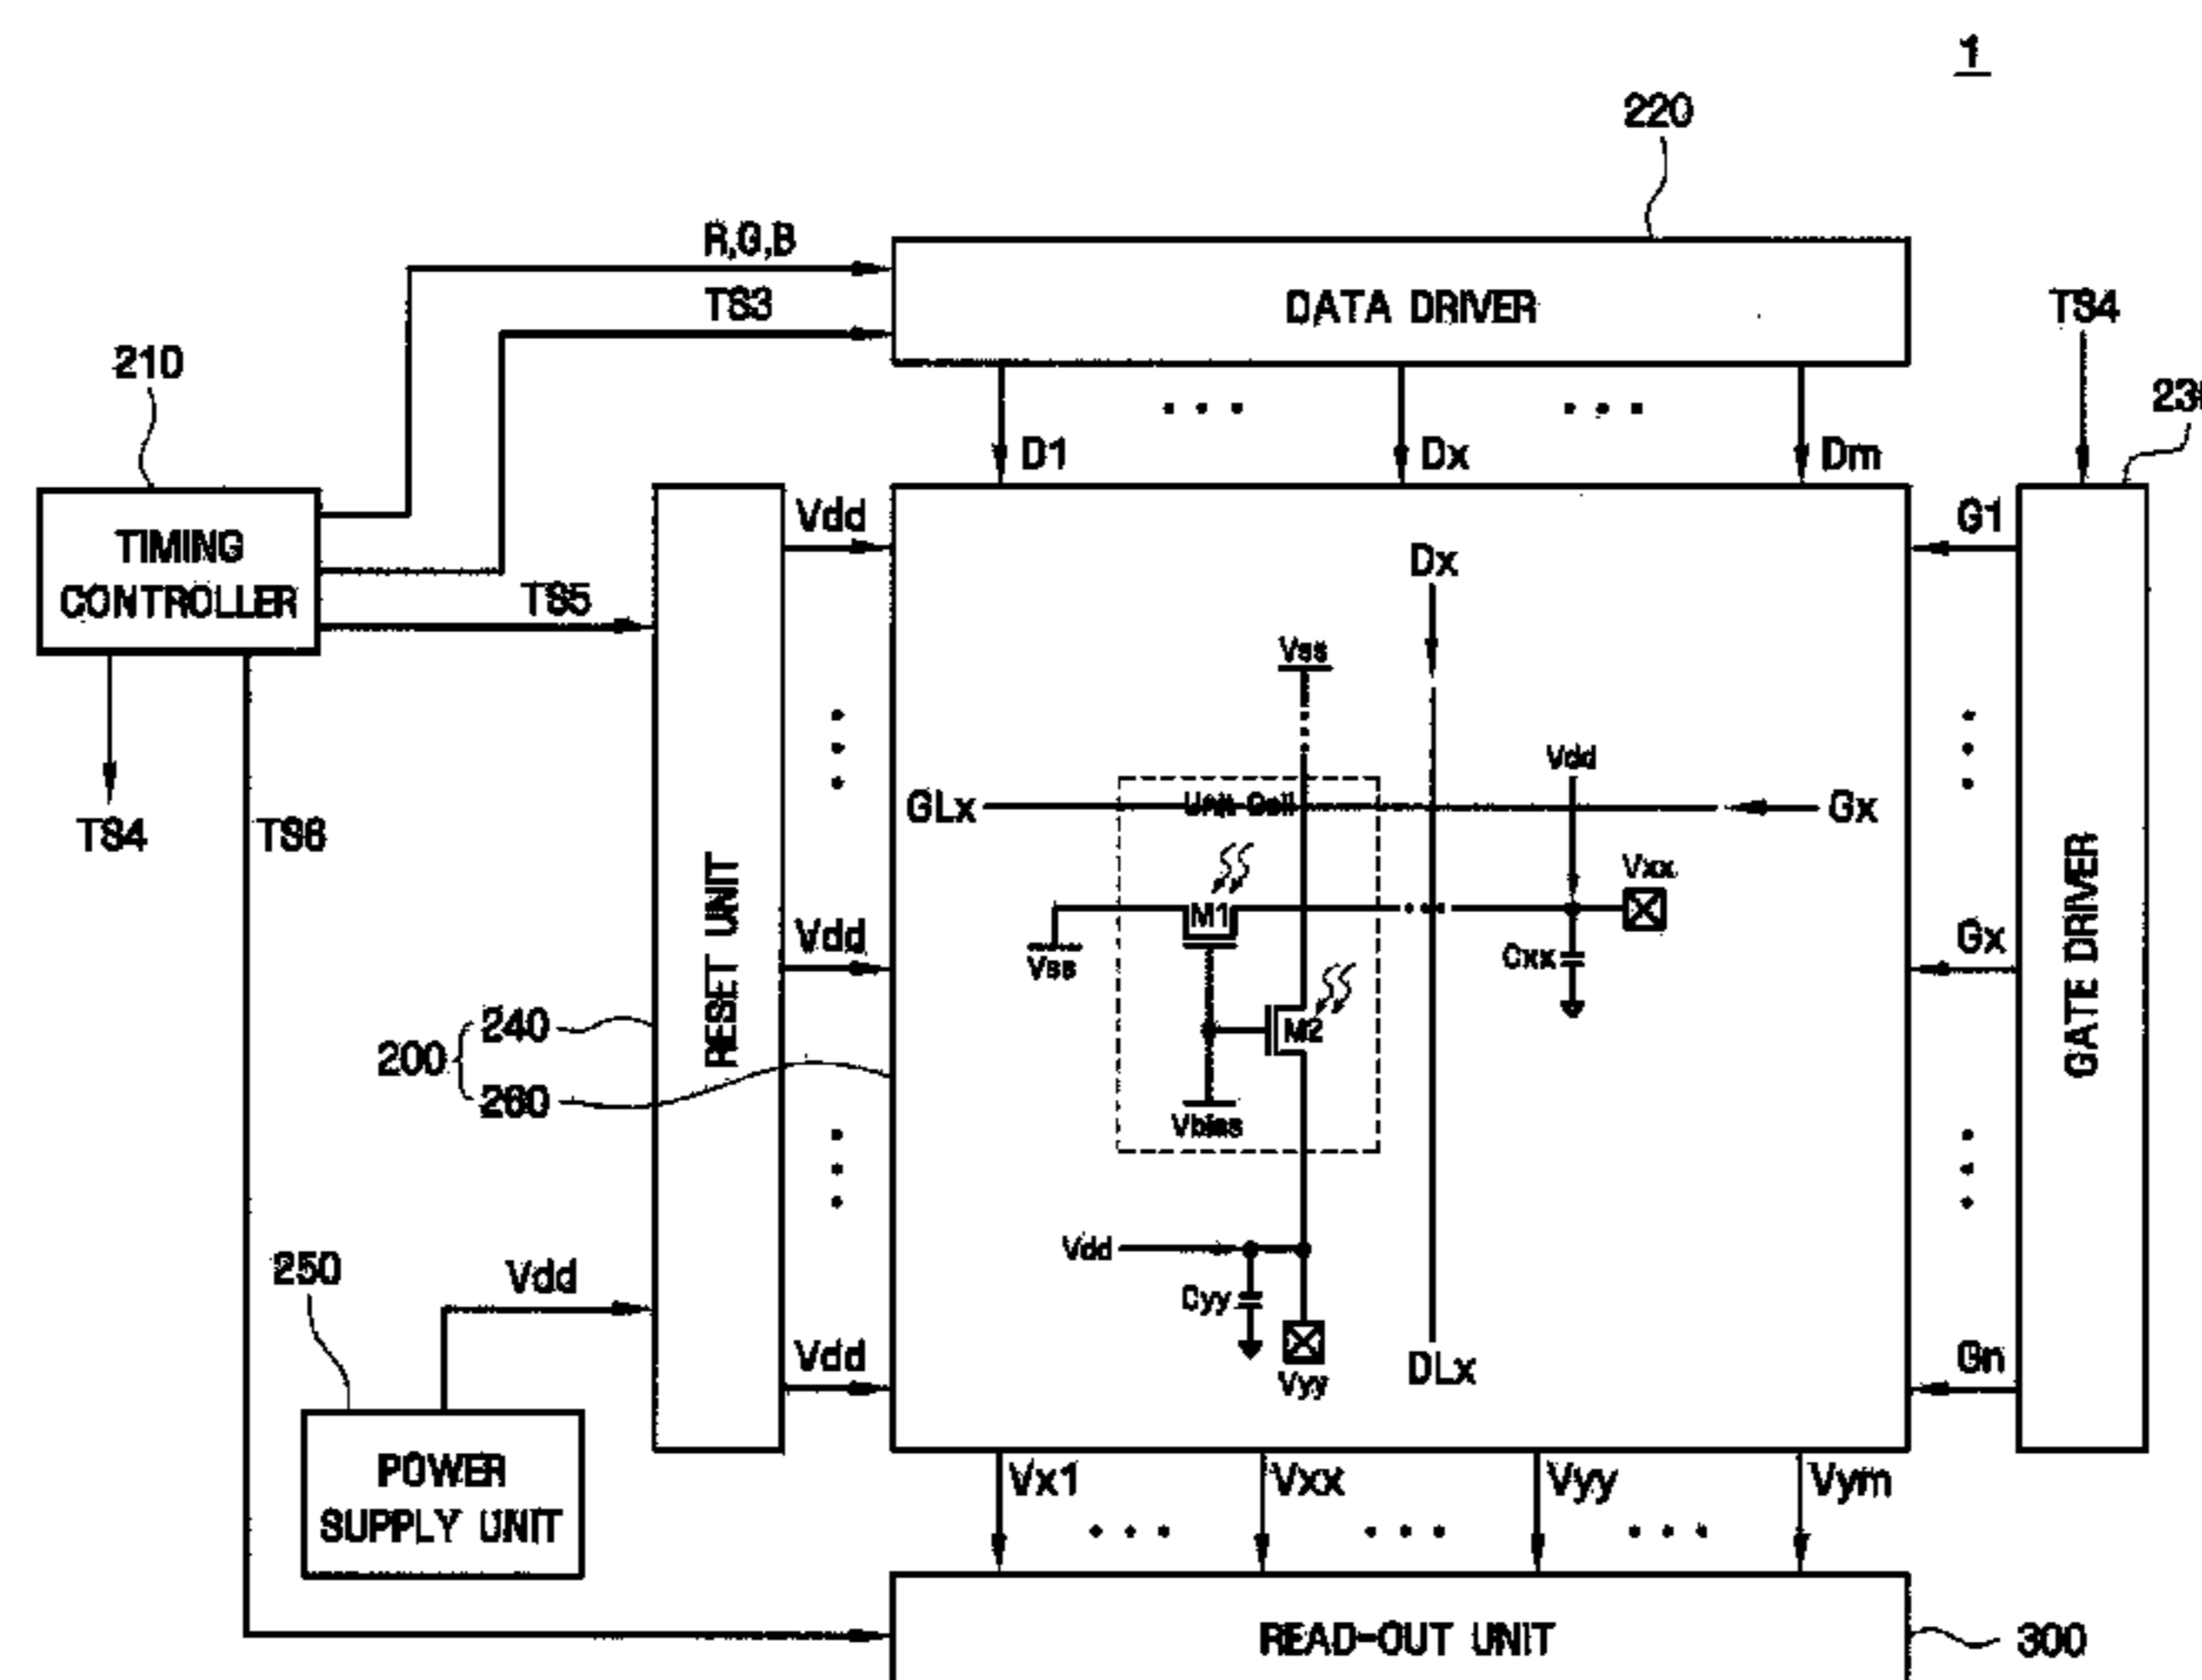 1
220
R,G,B
TS3
DATA DRIVER
TS4
210
D1
Dx
Dm
TIMING
CONTROLLER
TS5
TS4
TS6
Vdd
G1
Dx
Vss
Vdd
GLx
Unit Cell
Gx
Vxx
M1
Vss
Cxx
RESET UNIT
Vdd
Gx
GATE DRIVER
M2
200
240
260
Vbias
250
Vdd
Vdd
Cyy
Vyy
DLx
Vdd
Gn
POWER
SUPPLY UNIT
Vx1
Vxx
Vyy
Vym
READ-OUT UNIT
300